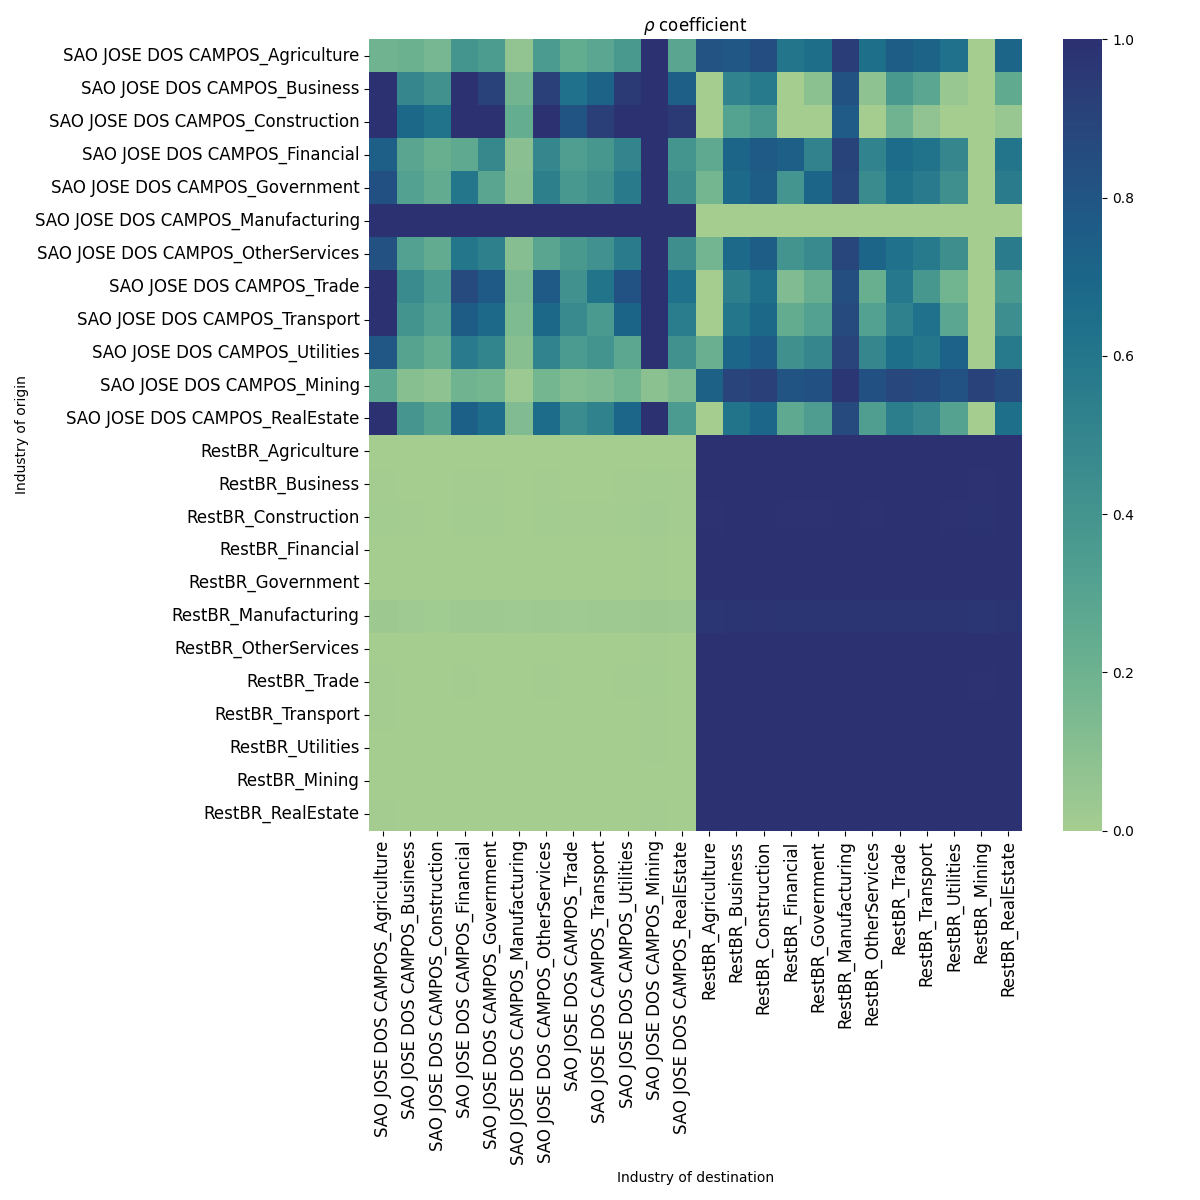 ρ coefficient
SAO JOSE DOS CAMPOS_Agriculture
SAO JOSE DOS CAMPOS_Business
SAO JOSE DOS CAMPOS_Construction
SAO JOSE DOS CAMPOS_Financial
SAO JOSE DOS CAMPOS_Government
SAO JOSE DOS CAMPOS_Manufacturing
SAO JOSE DOS CAMPOS_OtherServices
SAO JOSE DOS CAMPOS_Trade
SAO JOSE DOS CAMPOS_Transport
SAO JOSE DOS CAMPOS_Utilities
SAO JOSE DOS CAMPOS_Mining
SAO JOSE DOS CAMPOS_RealEstate
RestBR_Agriculture
RestBR_Business
RestBR_Construction
RestBR_Financial
RestBR_Government
RestBR_Manufacturing
RestBR_OtherServices
RestBR_Trade
RestBR_Transport
RestBR_Utilities
RestBR_Mining
RestBR_RealEstate
Industry of origin
1.0
0.8
0.6
0.4
0.2
0.0
SAO JOSE DOS CAMPOS_Agriculture
SAO JOSE DOS CAMPOS_Business
SAO JOSE DOS CAMPOS_Construction
SAO JOSE DOS CAMPOS_Financial
SAO JOSE DOS CAMPOS_Government
SAO JOSE DOS CAMPOS_Manufacturing
SAO JOSE DOS CAMPOS_OtherServices
SAO JOSE DOS CAMPOS_Trade
SAO JOSE DOS CAMPOS_Transport
SAO JOSE DOS CAMPOS_Utilities
SAO JOSE DOS CAMPOS_Mining
SAO JOSE DOS CAMPOS_RealEstate
RestBR_Agriculture
RestBR_Business
RestBR_Construction
RestBR_Financial
RestBR_Government
RestBR_Manufacturing
RestBR_OtherServices
RestBR_Trade
RestBR_Transport
RestBR_Utilities
RestBR_Mining
RestBR_RealEstate
Industry of destination